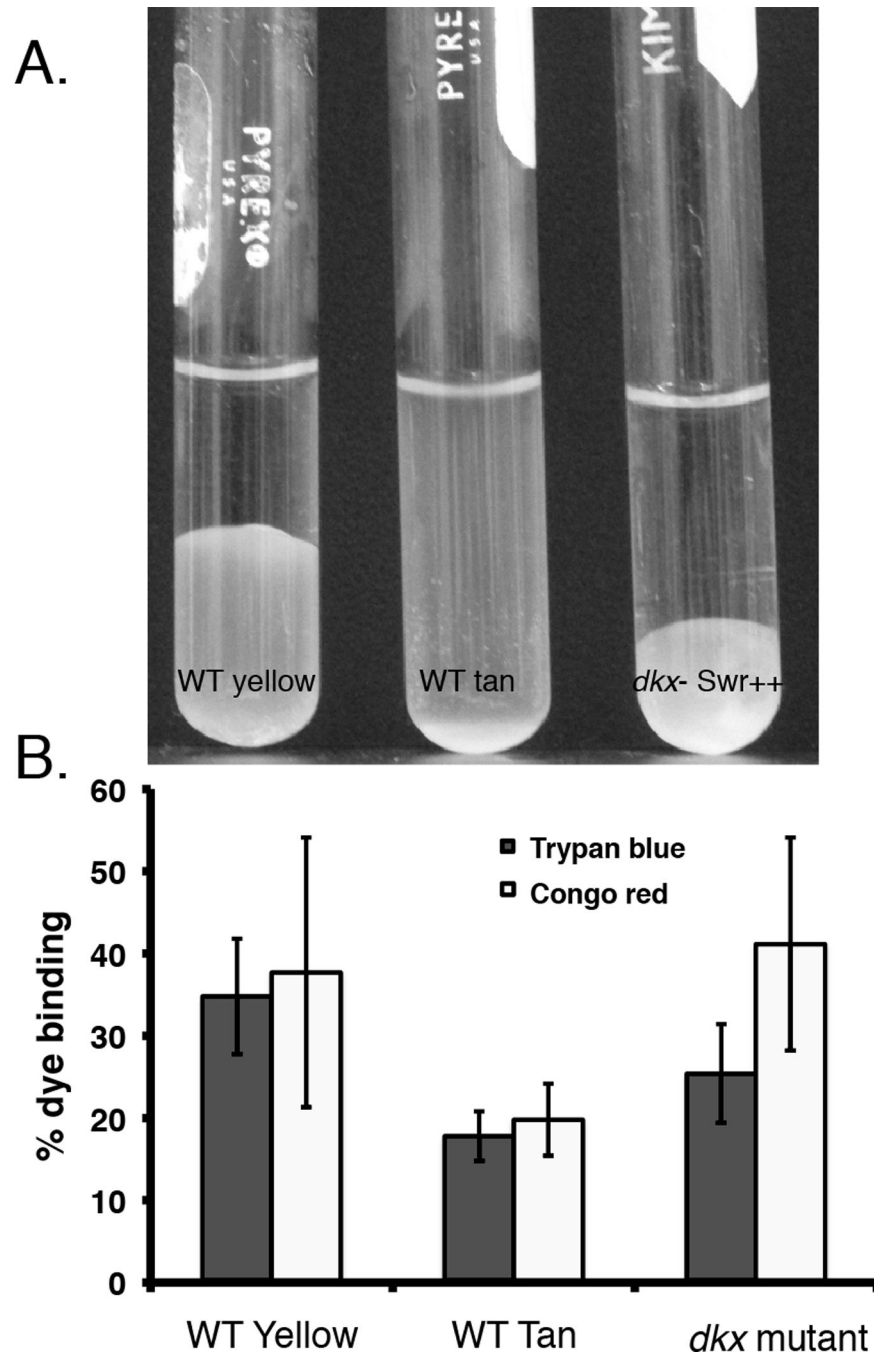 A.
PYREX®
USA
PYRE
USA
KIM
WT yellow
WT tan
dkx- Swr++
B.
60
50
40
30
20
10
0
% dye binding
Trypan blue
Congo red
WT Yellow
WT Tan
dkx mutant